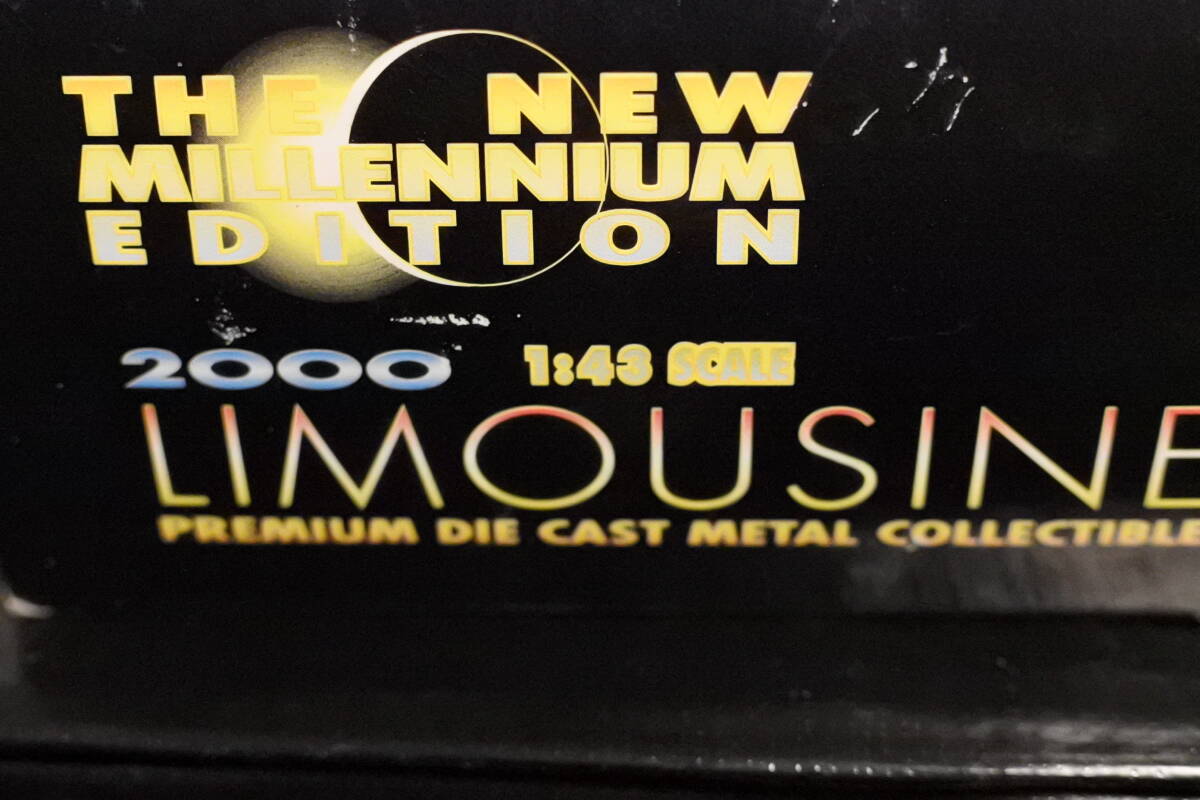 THE NEW
MILLENNIUM
EDITION
2000 1:43 SCALE
LIMOUSINE
PREMIUM DIE CAST METAL COLLECTIBLE